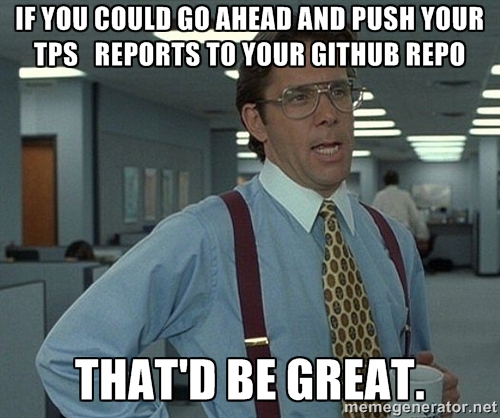 IF YOU COULD GO AHEAD AND PUSH YOUR
TPS REPORTS TO YOUR GITHUB REPO
THAT'D BE GREAT.
memegenerator.net